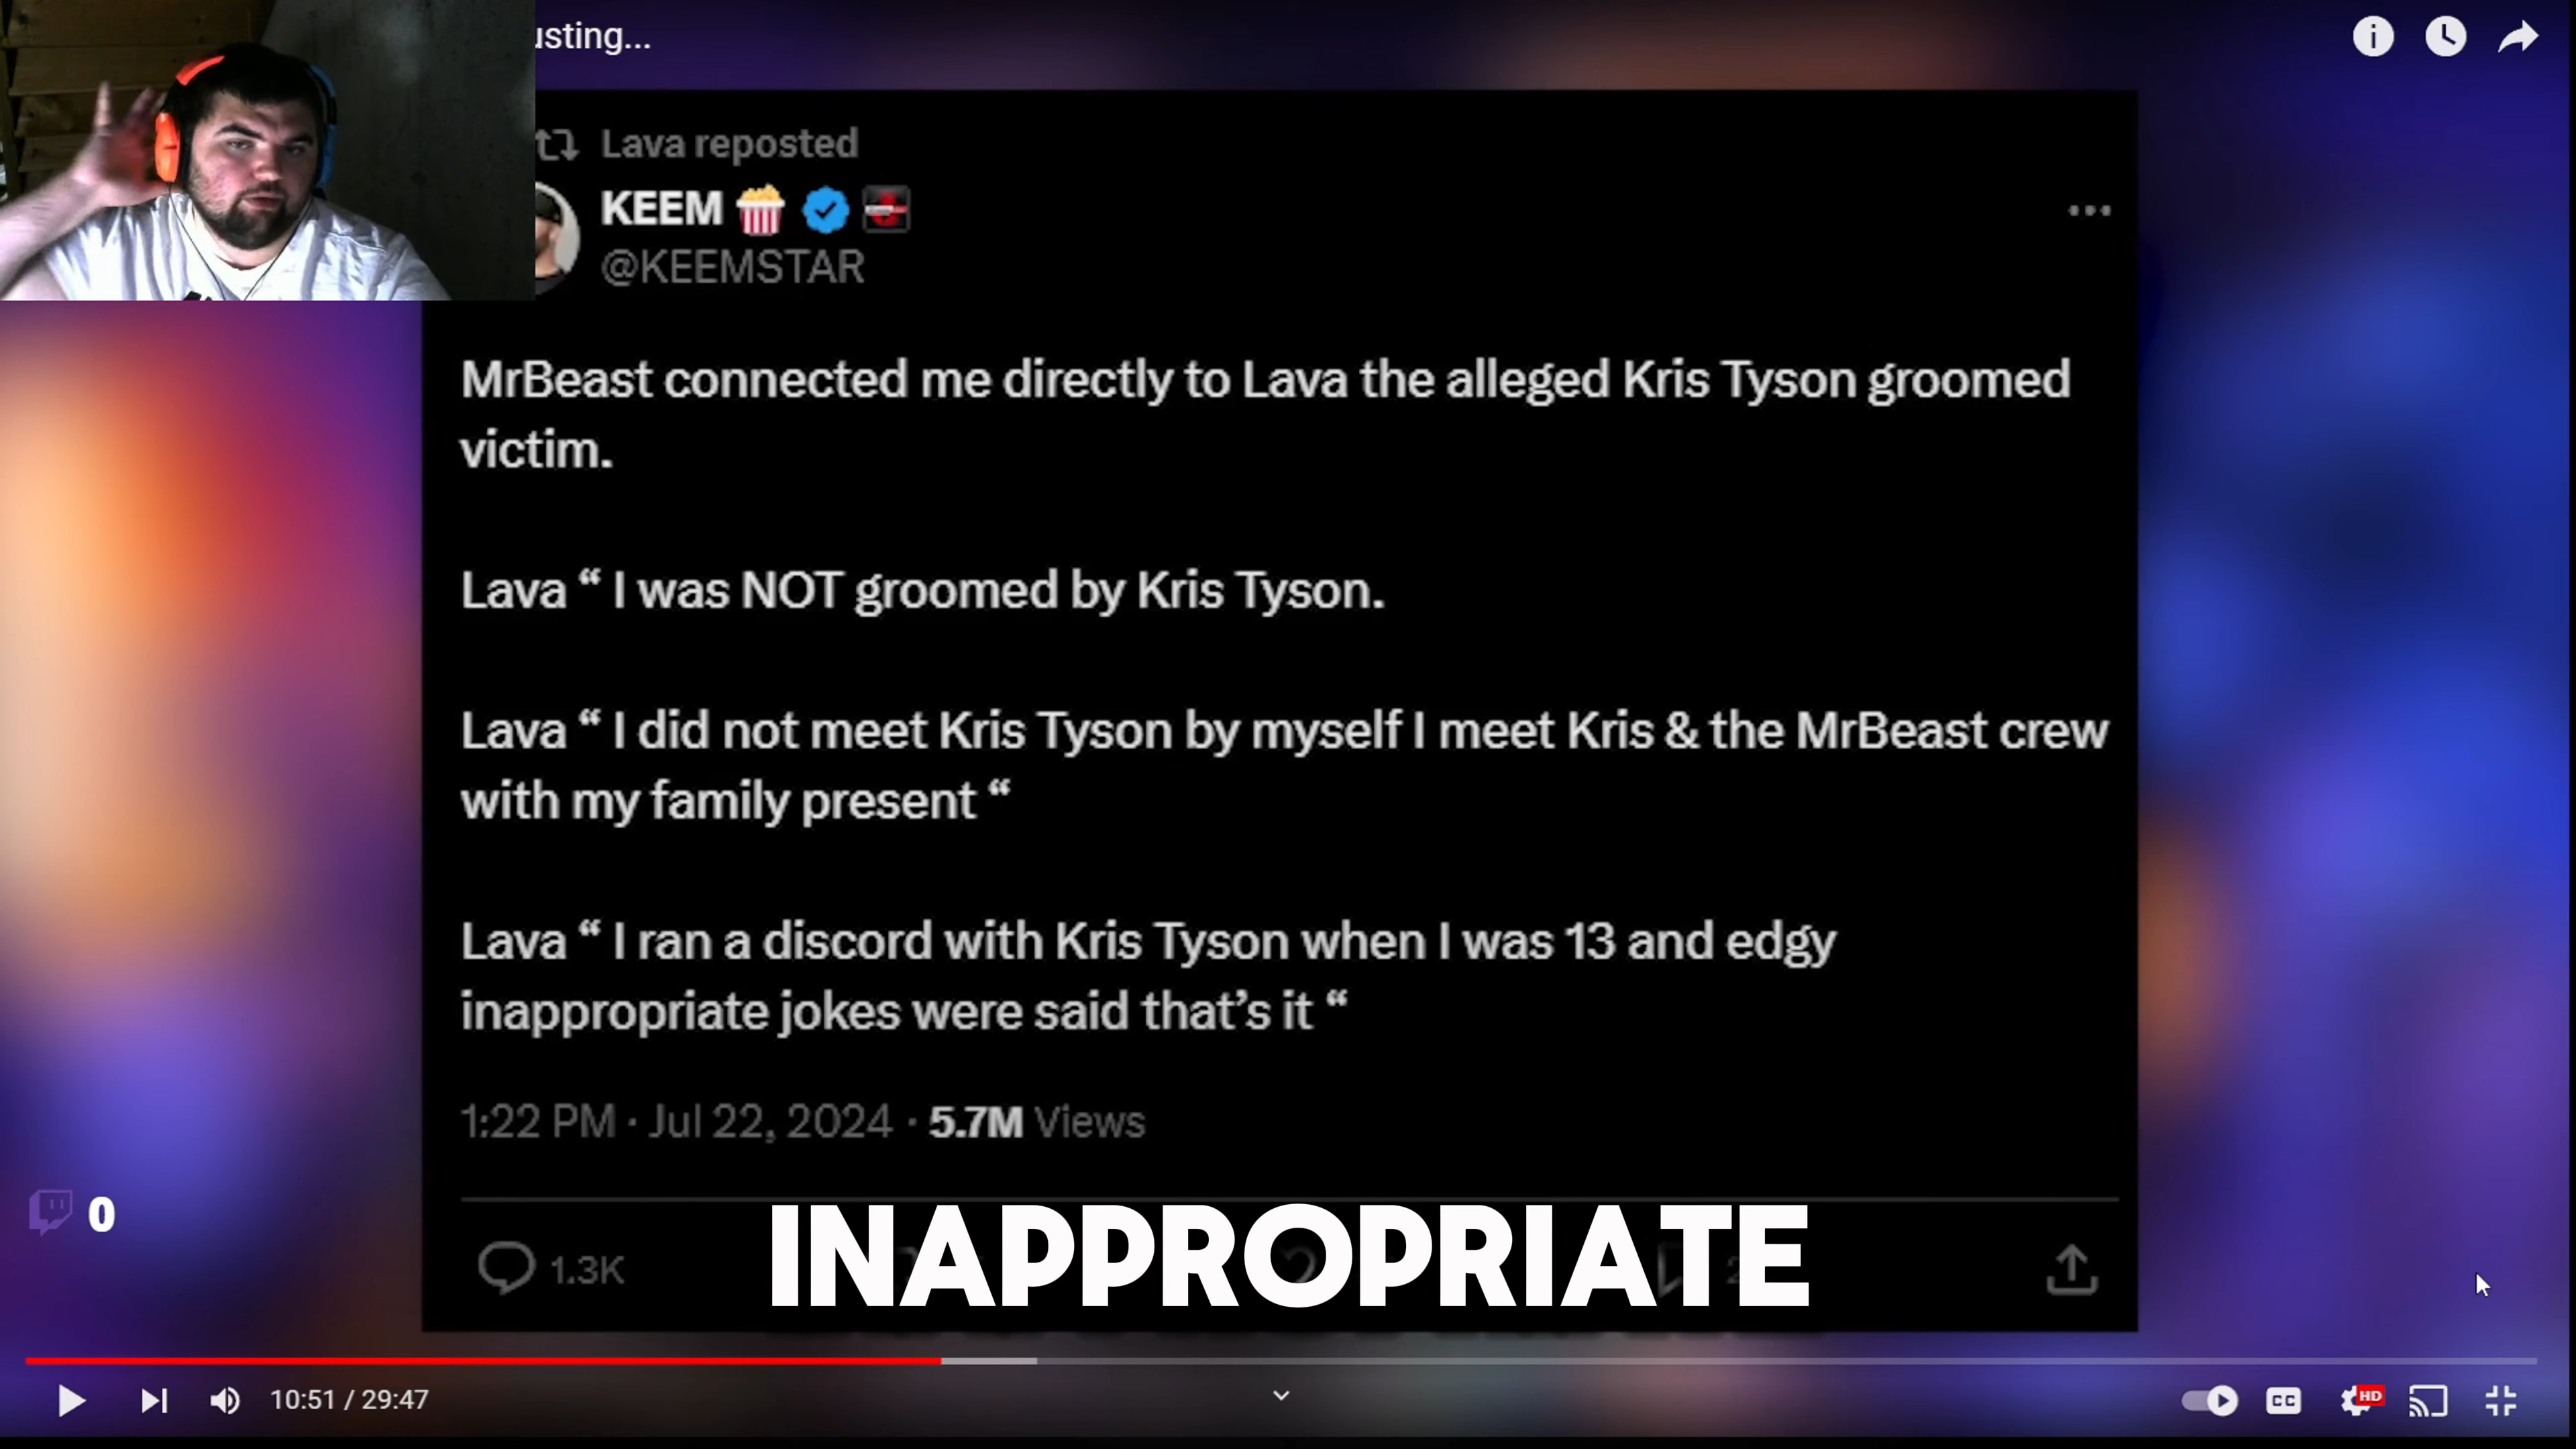 usting...
Lava reposted
KEEM
@KEEMSTAR
MrBeast connected me directly to Lava the alleged Kris Tyson groomed
victim.
Lava “ I was NOT groomed by Kris Tyson.
Lava “ I did not meet Kris Tyson by myself I meet Kris & the MrBeast crew
with my family present “
Lava “ I ran a discord with Kris Tyson when I was 13 and edgy
inappropriate jokes were said that’s it “
1:22 PM · Jul 22, 2024 · 5.7M Views
0
1.3K
INAPPROPRIATE
10:51 / 29:47
CC
HD